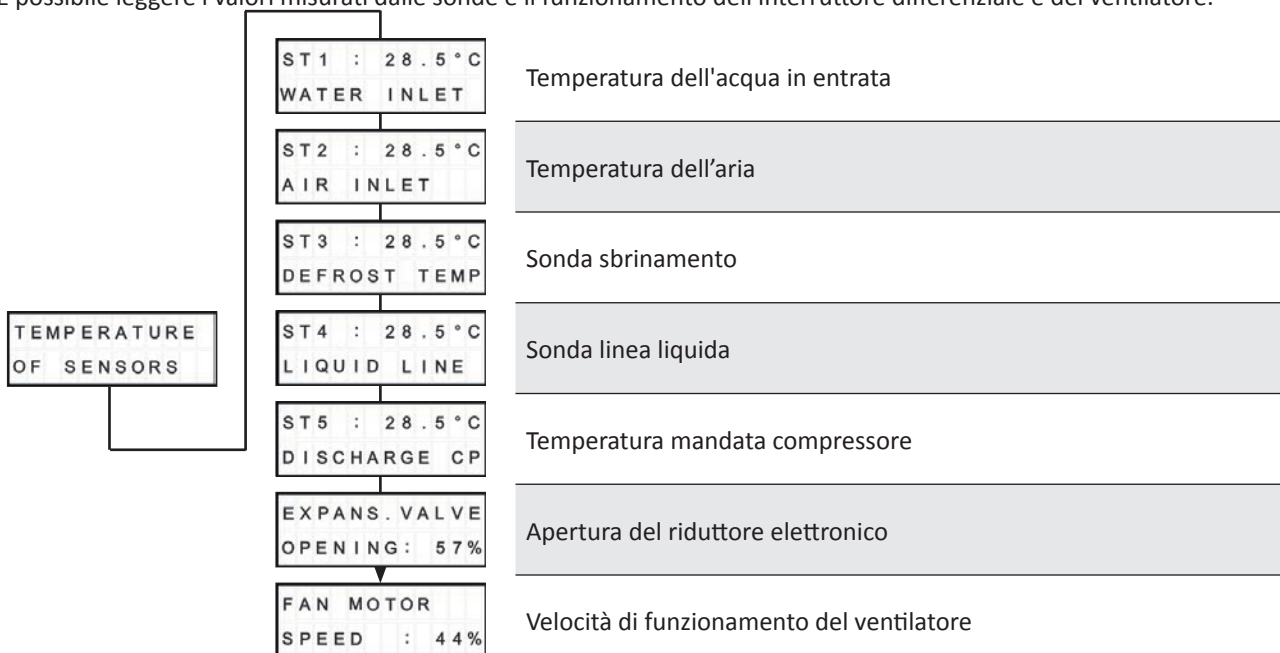 È possibile leggere i valori misurati dalle sonde e il funzionamento dell'interruttore differenziale e del ventilatore.
ST1 : 28.5°C
WATER INLET
Temperatura dell'acqua in entrata
ST2 : 28.5°C
AIR INLET
Temperatura dell’aria
ST3 : 28.5°C
DEFROST TEMP
Sonda sbrinamento
TEMPERATURE
OF SENSORS
ST4 : 28.5°C
LIQUID LINE
Sonda linea liquida
ST5 : 28.5°C
DISCHARGE CP
Temperatura mandata compressore
EXPANS.VALVE
OPENING: 57%
Apertura del riduttore elettronico
FAN MOTOR
SPEED : 44%
Velocità di funzionamento del ventilatore